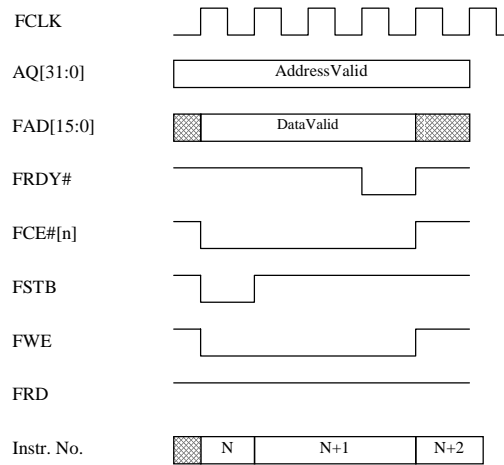 FCLK
AQ[31:0] AddressValid
FAD[15:0] DataValid
FRDY#
FCE#[n]
FSTB
FWE
FRD
Instr. No. N N+1 N+2